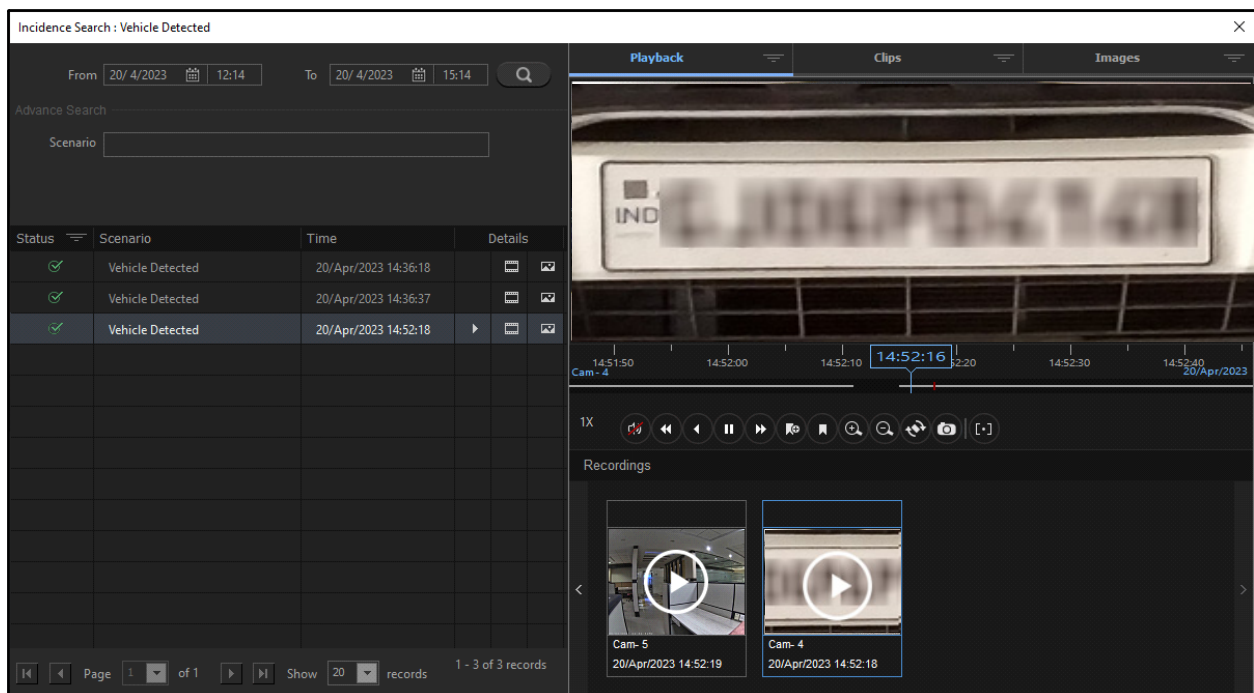 Incidence Search : Vehicle Detected
From 20/ 4/2023 12:14 To 20/ 4/2023 15:14
Advance Search
Scenario
Status Scenario Time Details
Vehicle Detected 20/Apr/2023 14:36:18
Vehicle Detected 20/Apr/2023 14:36:37
Vehicle Detected 20/Apr/2023 14:52:18
Page 1 of 1 Show 20 records 1 - 3 of 3 records
Playback Clips Images
IND
14:51:50 14:52:00 14:52:10 14:52:16 52:20 14:52:30 14:52:40
Cam- 4 20/Apr/2023
1X
Recordings
Cam- 5 Cam- 4
20/Apr/2023 14:52:19 20/Apr/2023 14:52:18